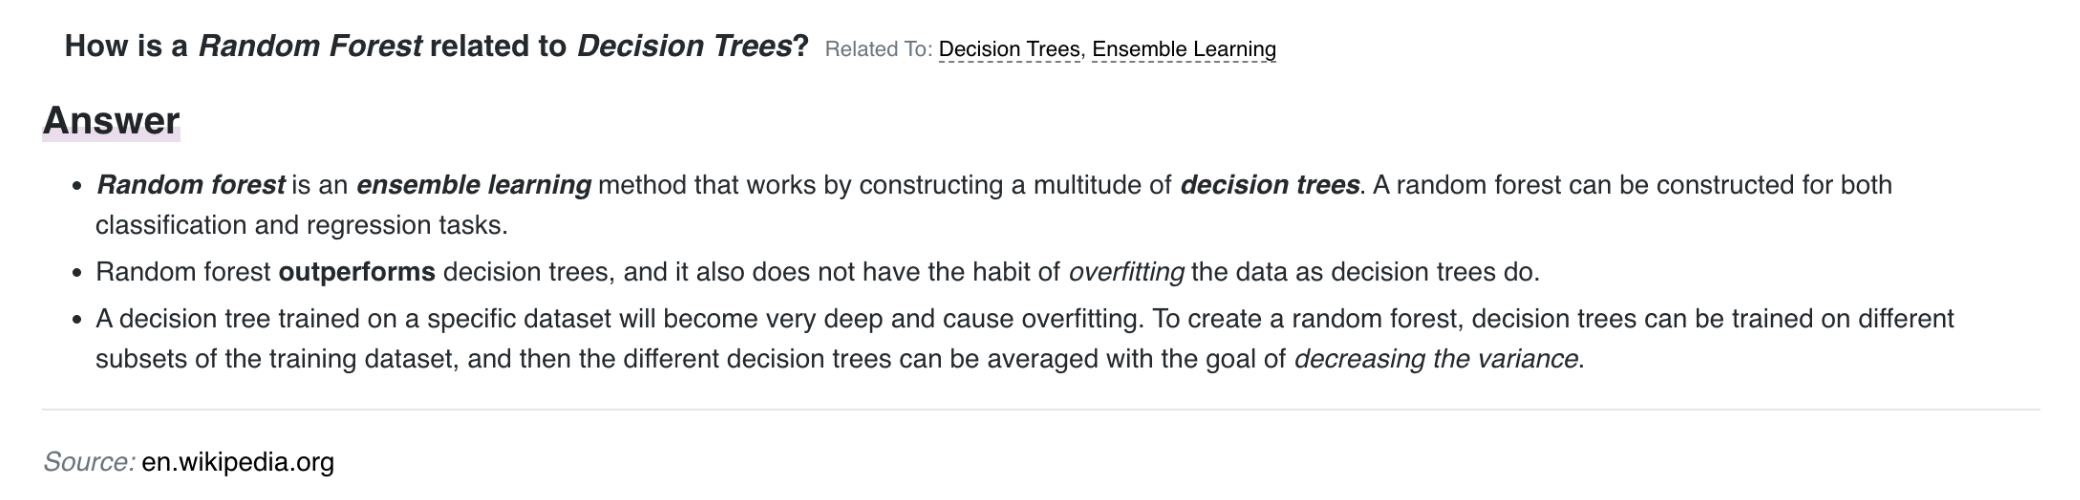 How is a Random Forest related to Decision Trees? Related To: Decision Trees, Ensemble Learning
Answer
• Random forest is an ensemble learning method that works by constructing a multitude of decision trees. A random forest can be constructed for both
classification and regression tasks.
• Random forest outperforms decision trees, and it also does not have the habit of overfitting the data as decision trees do.
• A decision tree trained on a specific dataset will become very deep and cause overfitting. To create a random forest, decision trees can be trained on different
subsets of the training dataset, and then the different decision trees can be averaged with the goal of decreasing the variance.
Source: en.wikipedia.org